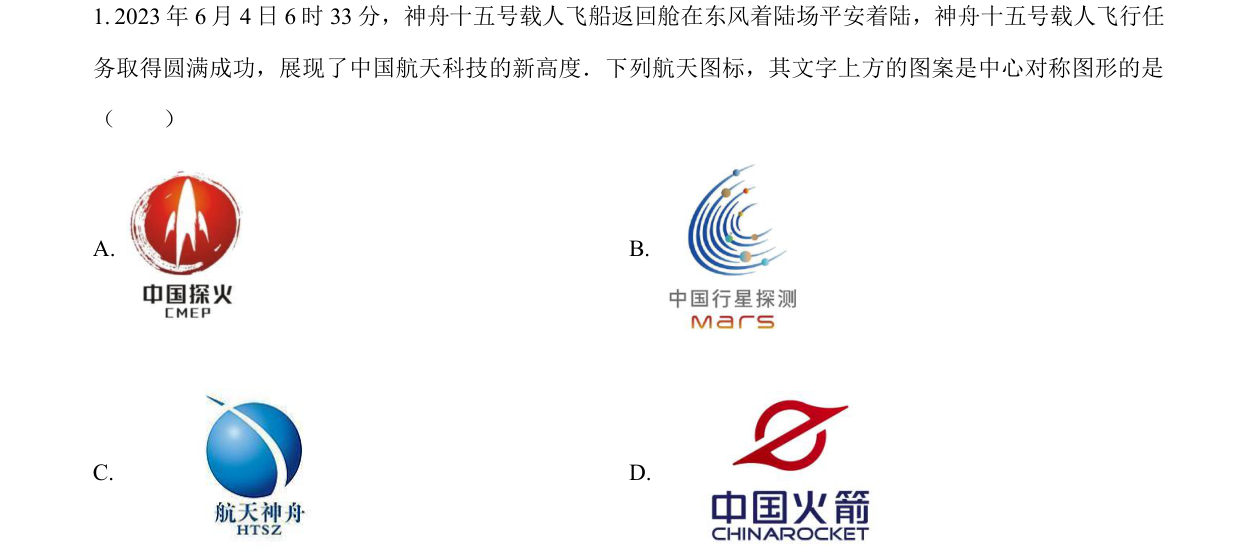 1.2023 年 6 月 4 日 6 时 33 分，神舟十五号载人飞船返回舱在东风着陆场平安着陆，神舟十五号载人飞行任
务取得圆满成功，展现了中国航天科技的新高度．下列航天图标，其文字上方的图案是中心对称图形的是
（　　）
A.
中国探火
CMEP
B.
中国行星探测
mars
C.
航天神舟
HTSZ
D.
中国火箭
CHINAROCKET